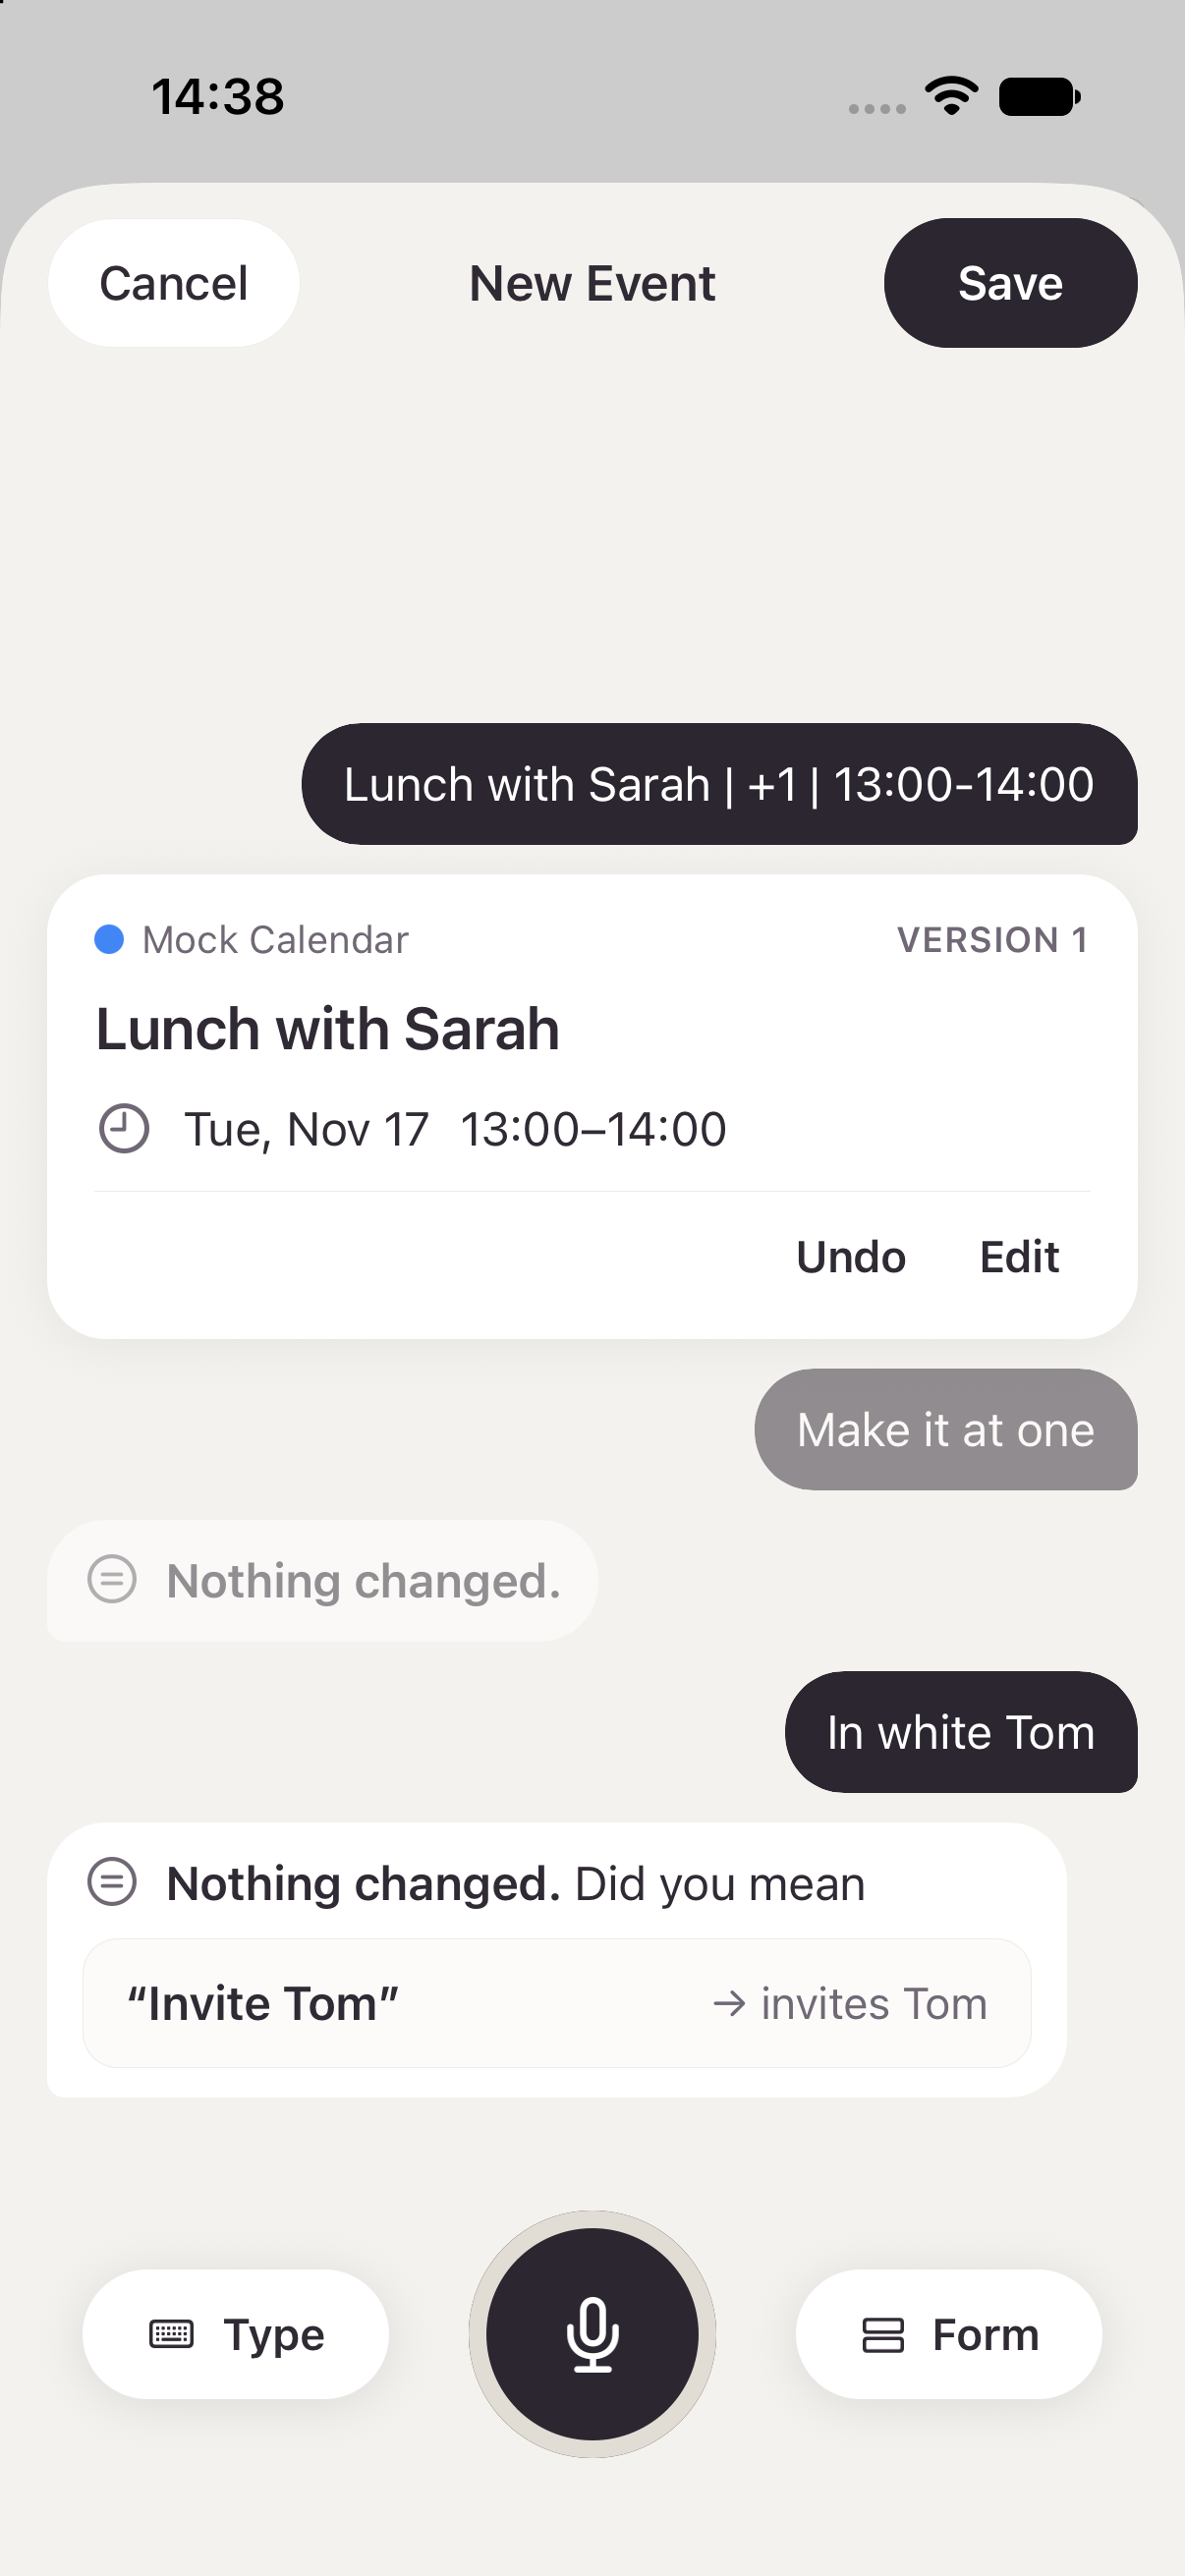 14:38
Cancel
New Event
Save
Lunch with Sarah | +1 | 13:00-14:00
Mock Calendar
VERSION 1
Lunch with Sarah
Tue, Nov 17 13:00–14:00
Undo
Edit
Make it at one
Nothing changed.
In white Tom
Nothing changed. Did you mean
“Invite Tom”
→ invites Tom
Type
Form